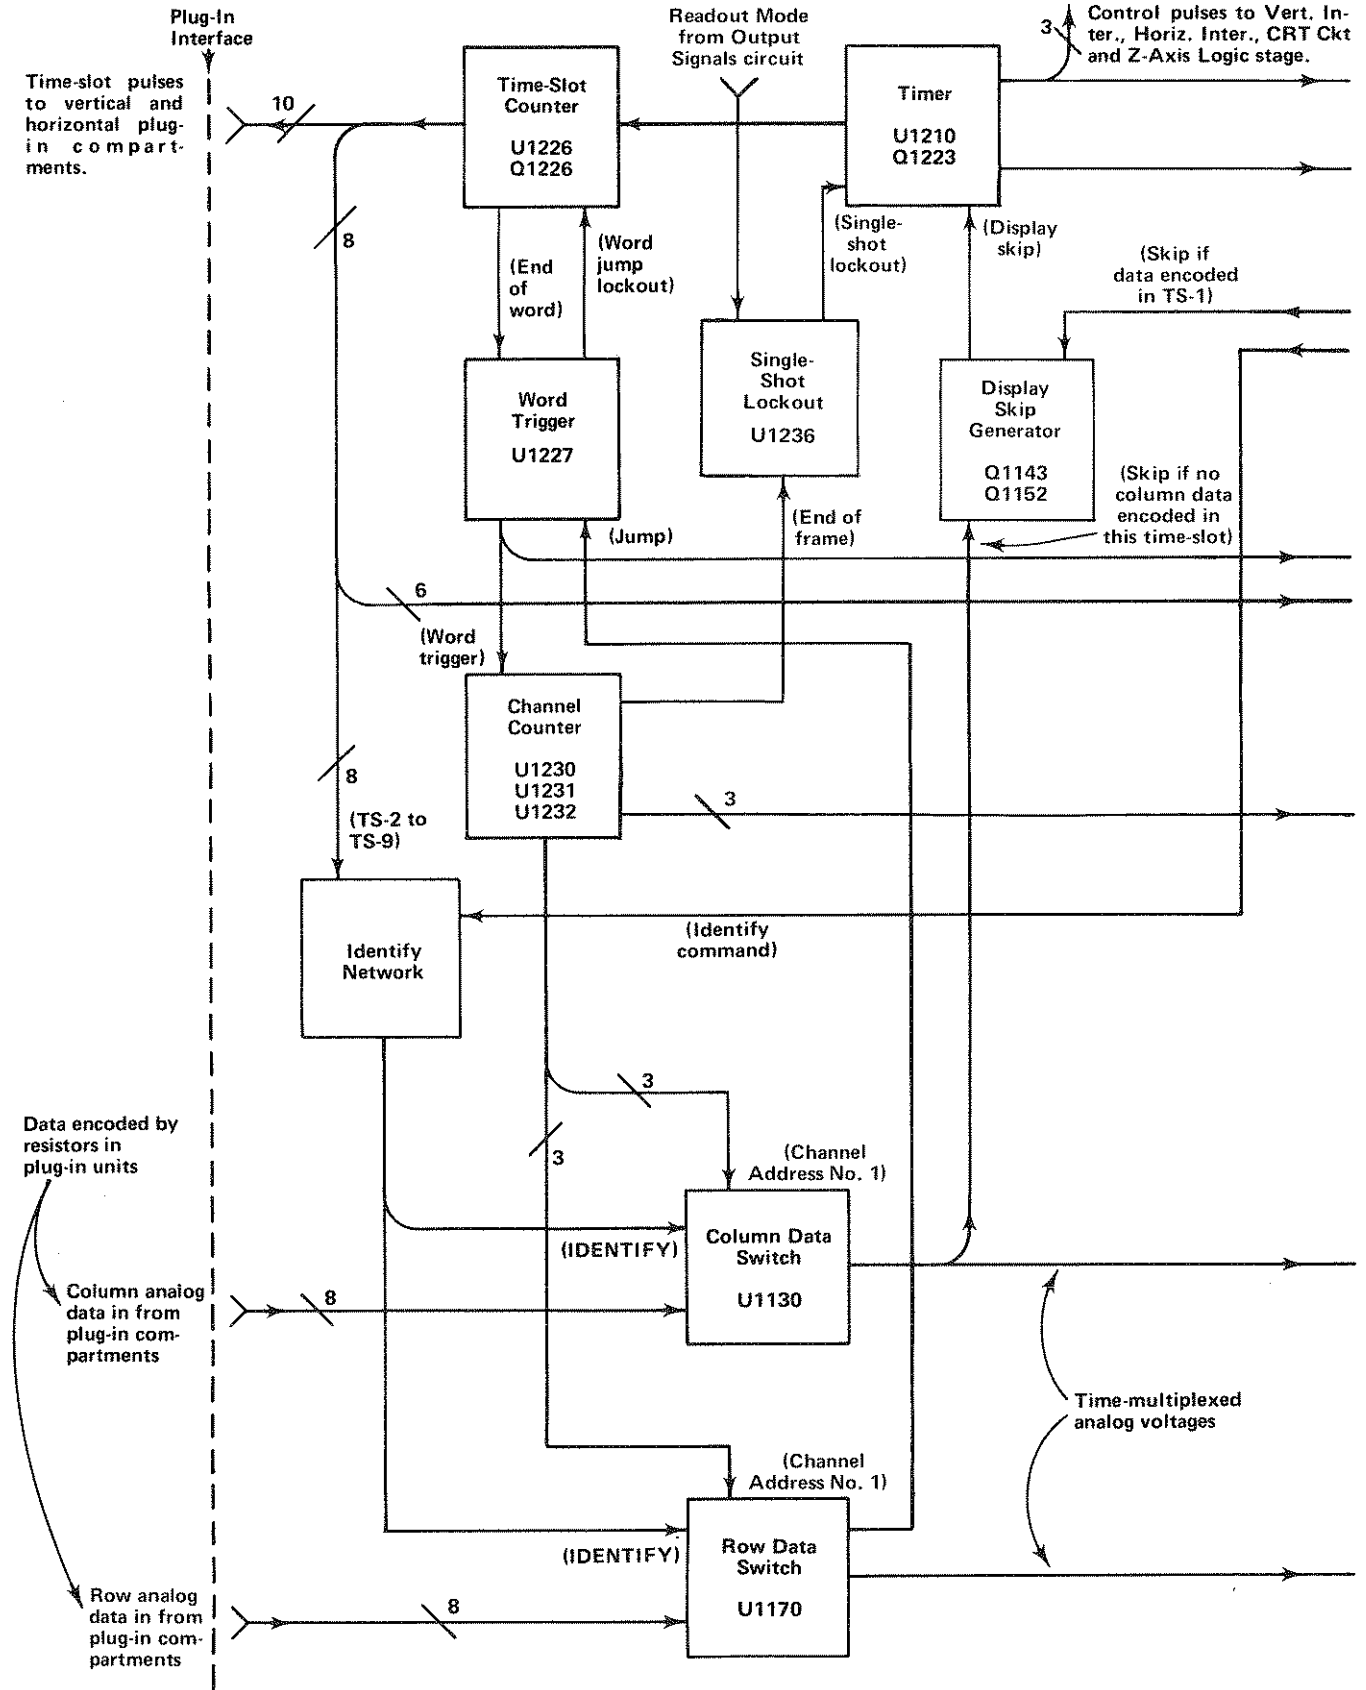 Plug-In
Interface
Time-slot pulses
to vertical and
horizontal plug-
in compart-
ments.
10
Time-Slot
Counter
U1226
Q1226
Readout Mode
from Output
Signals circuit
Timer
U1210
Q1223
3
Control pulses to Vert. In-
ter., Horiz. Inter., CRT Ckt
and Z-Axis Logic stage.
8
(End
of
word)
(Word
jump
lockout)
(Single-
shot
lockout)
(Display
skip)
(Skip if
data encoded
in TS-1)
Word
Trigger
U1227
Single-
Shot
Lockout
U1236
Display
Skip
Generator
Q1143
Q1152
(Skip if no
column data
encoded in
this time-slot)
(Jump)
(End of
frame)
6
(Word
trigger)
Channel
Counter
U1230
U1231
U1232
8
3
(TS-2 to
TS-9)
Identify
Network
(Identify
command)
3
3
Data encoded by
resistors in
plug-in units
(Channel
Address No. 1)
Column Data
Switch
U1130
(IDENTIFY)
Column analog
data in from
plug-in com-
partments
8
Time-multiplexed
analog voltages
(Channel
Address No. 1)
Row Data
Switch
U1170
(IDENTIFY)
Row analog
data in from
plug-in com-
partments
8